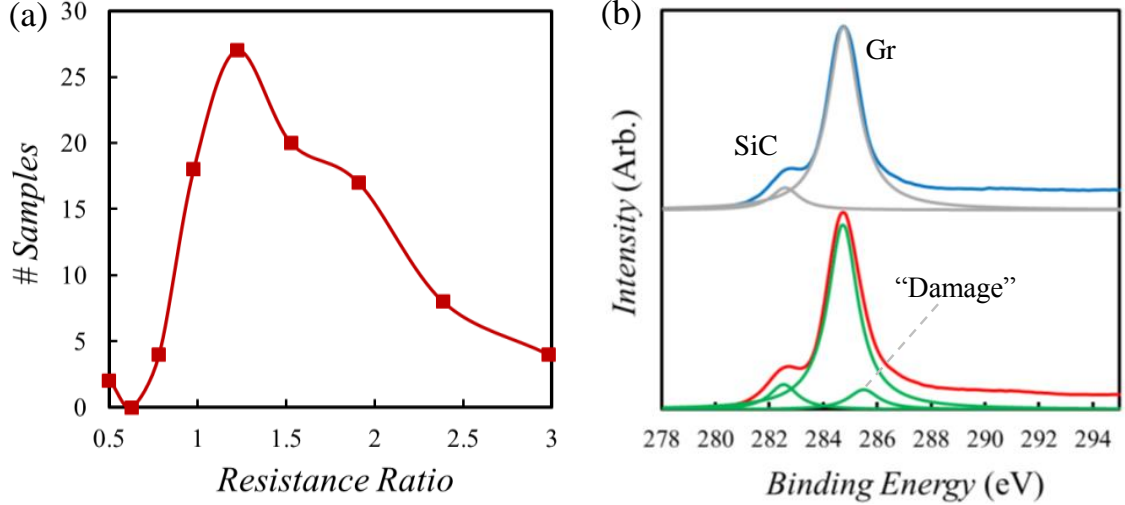 (a)
30
25
20
15
10
5
0
# Samples
0.5 1 1.5 2 2.5 3
Resistance Ratio
(b)
Gr
SiC
“Damage”
Intensity (Arb.)
278 280 282 284 286 288 290 292 294
Binding Energy (eV)